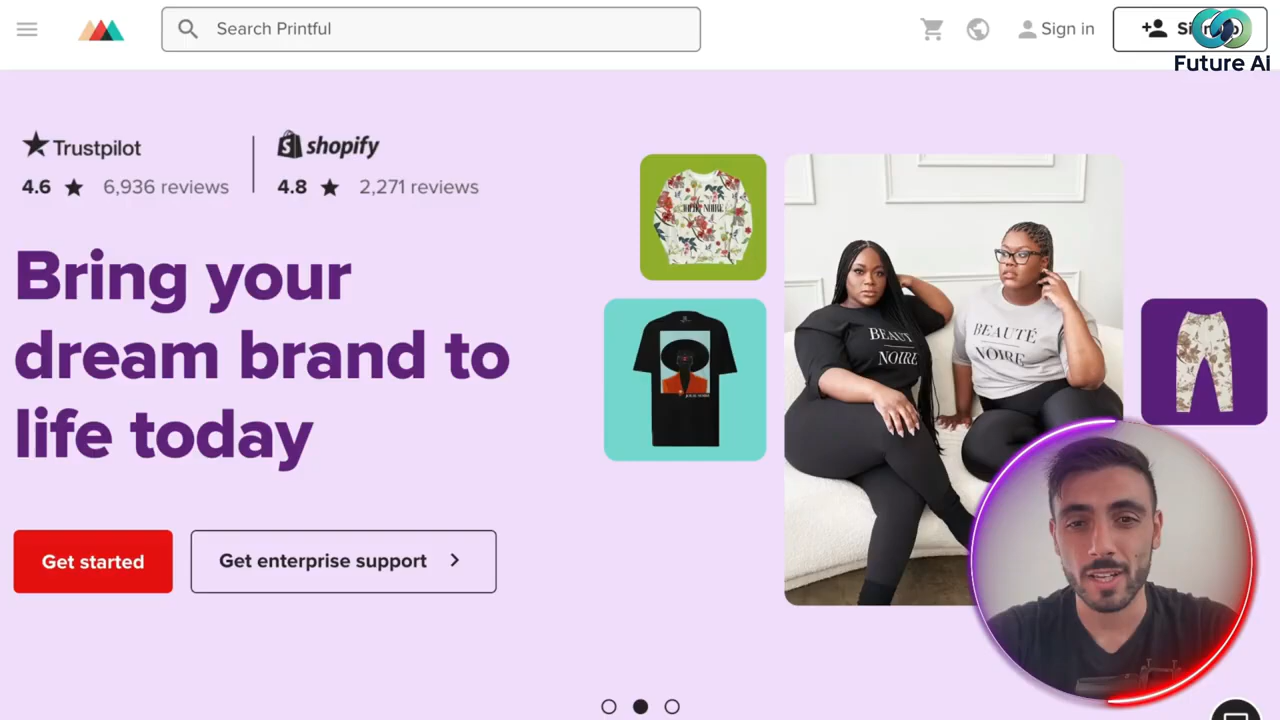 Search Printful
Sign in
Future Ai
Trustpilot
shopify
4.6 ★ 6,936 reviews
4.8 ★ 2,271 reviews
Bring your
dream brand to
life today
Get started
Get enterprise support
NOIRE
BEAUTÉ
NOIRE